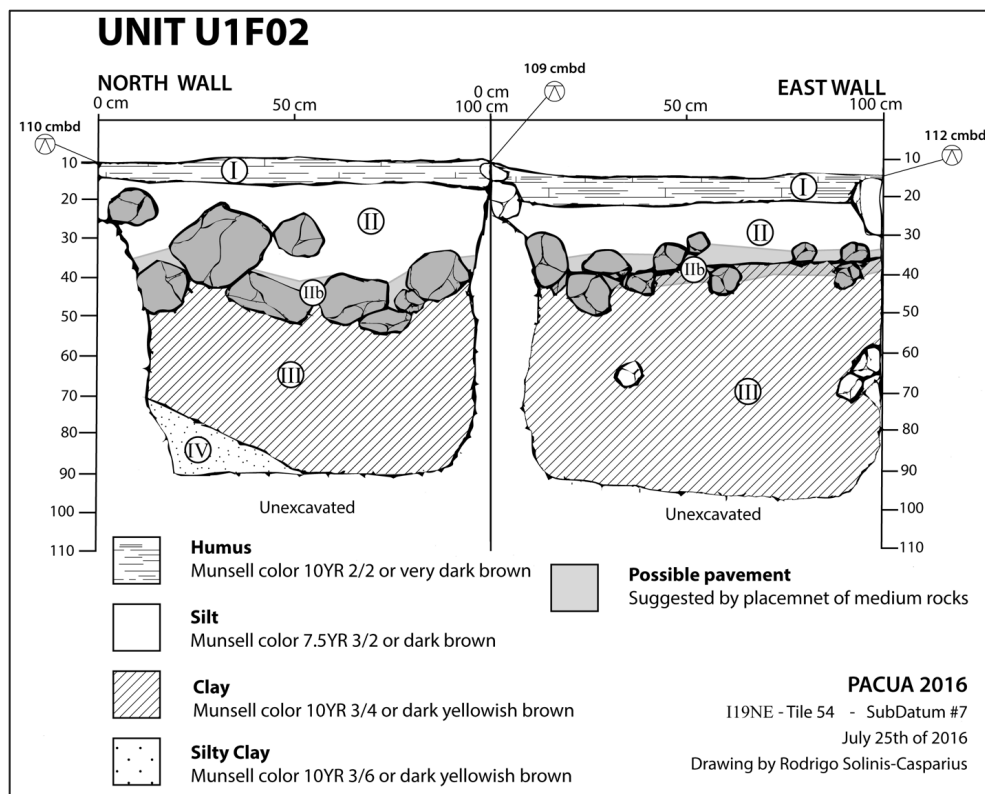 UNIT U1F02
109 cmbd
NORTH WALL
EAST WALL
0 cm
50 cm
100 cm
0 cm
50 cm
100 cm
110 cmbd
112 cmbd
10
20
30
40
50
60
70
80
90
100
110
I
II
IIb
III
IV
I
II
IIb
III
10
20
30
40
50
60
70
80
90
100
110
Unexcavated
Unexcavated
Humus
Munsell color 10YR 2/2 or very dark brown
Silt
Munsell color 7.5YR 3/2 or dark brown
Clay
Munsell color 10YR 3/4 or dark yellowish brown
Silty Clay
Munsell color 10YR 3/6 or dark yellowish brown
Possible pavement
Suggested by placemnet of medium rocks
PACUA 2016
I19NE - Tile 54 - SubDatum #7
July 25th of 2016
Drawing by Rodrigo Solinis-Casparius